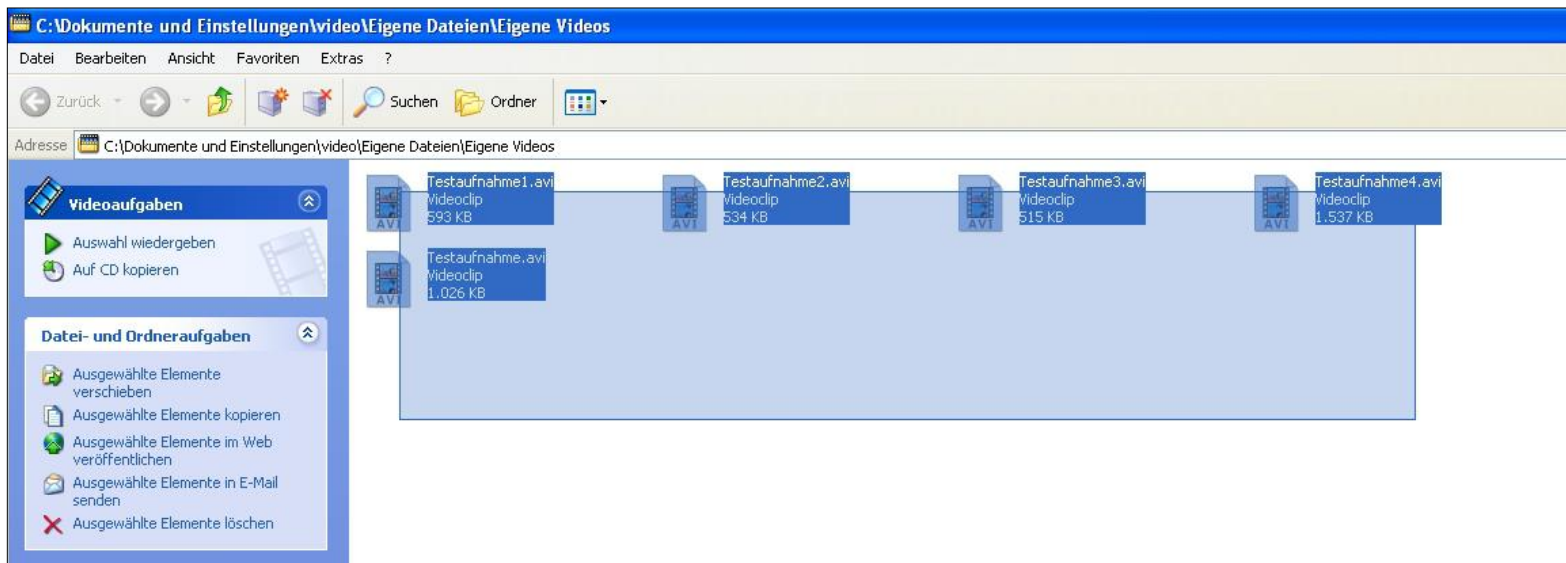 C:\Dokumente und Einstellungen\video\Eigene Dateien\Eigene Videos
Datei Bearbeiten Ansicht Favoriten Extras ?
Zurück Suchen Ordner
Adresse C:\Dokumente und Einstellungen\video\Eigene Dateien\Eigene Videos
Videoaufgaben
Auswahl wiedergeben
Auf CD kopieren
Datei- und Ordneraufgaben
Ausgewählte Elemente
verschieben
Ausgewählte Elemente kopieren
Ausgewählte Elemente im Web
veröffentlichen
Ausgewählte Elemente in E-Mail
senden
Ausgewählte Elemente löschen
AVI
Testaufnahme1.avi
Videoclip
593 KB
AVI
Testaufnahme2.avi
Videoclip
534 KB
AVI
Testaufnahme3.avi
Videoclip
515 KB
AVI
Testaufnahme4.avi
Videoclip
1.537 KB
AVI
Testaufnahme.avi
Videoclip
1.026 KB